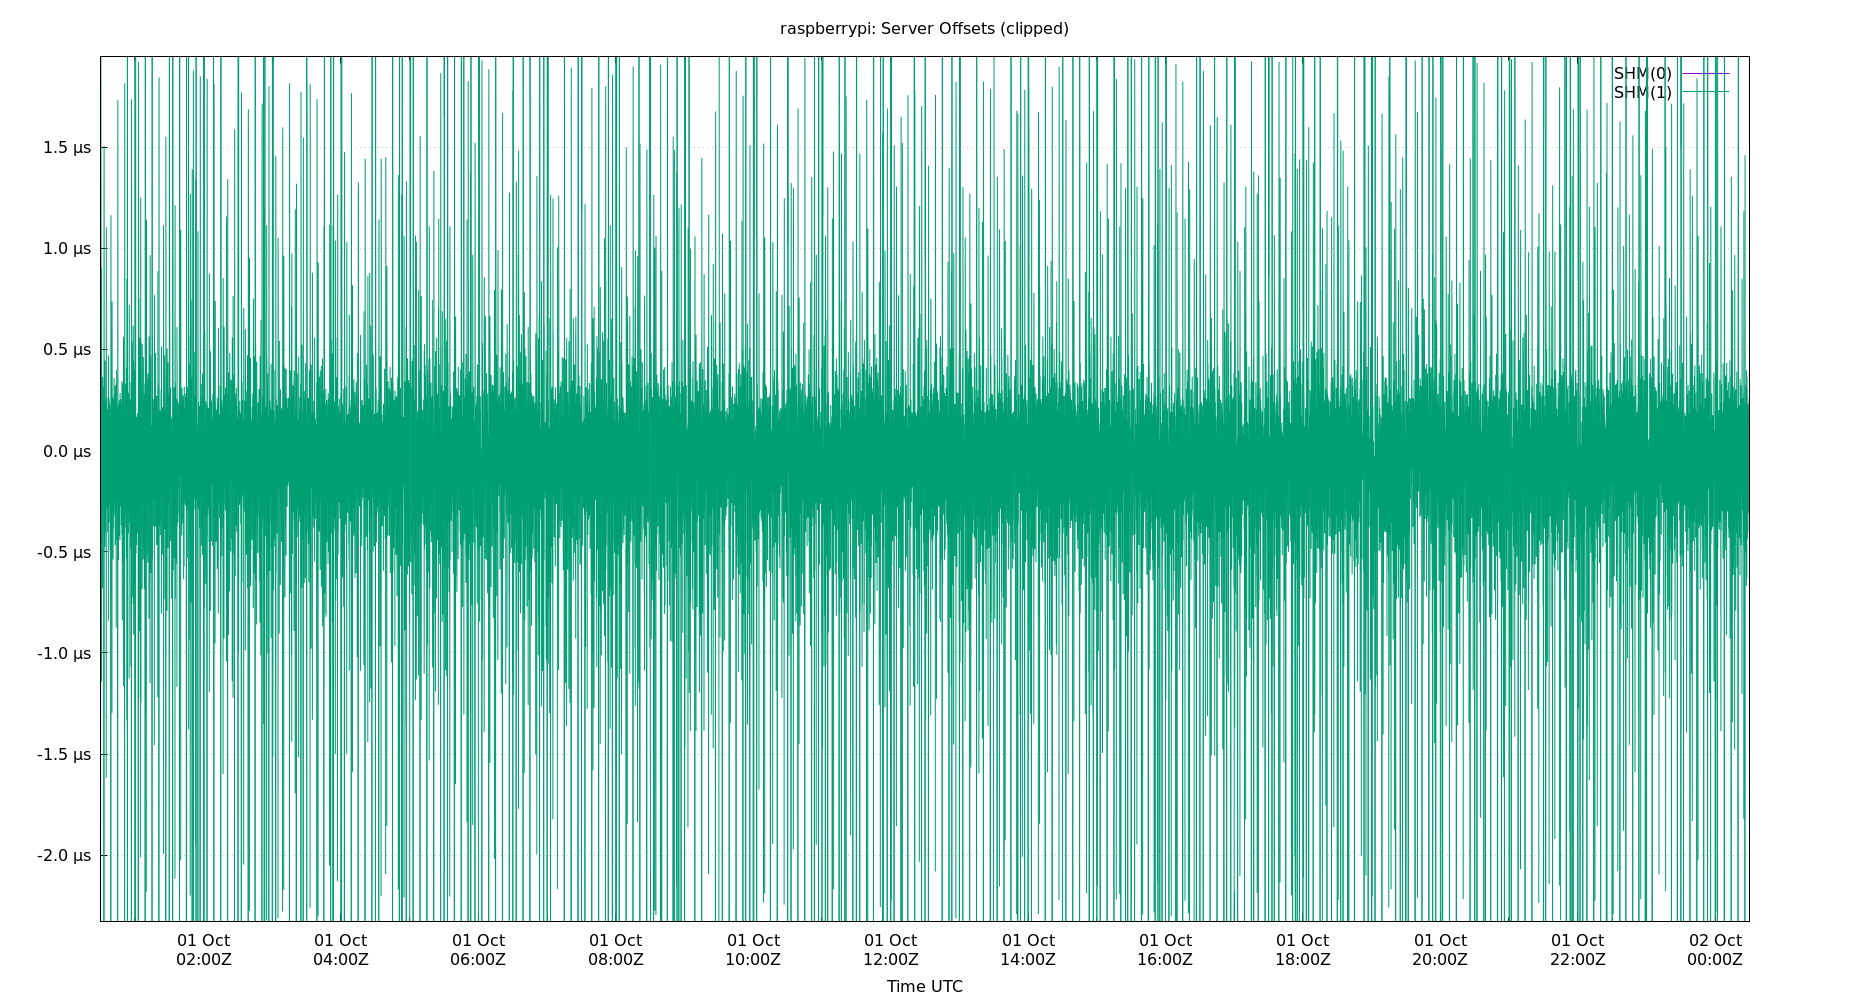 raspberrypi: Server Offsets (clipped)
SHM(0)
SHM(1)
1.5 µs
1.0 µs
0.5 µs
0.0 µs
-0.5 µs
-1.0 µs
-1.5 µs
-2.0 µs
01 Oct 01 Oct 01 Oct 01 Oct 01 Oct 01 Oct 01 Oct 01 Oct 01 Oct 01 Oct 01 Oct 02 Oct
02:00Z 04:00Z 06:00Z 08:00Z 10:00Z 12:00Z 14:00Z 16:00Z 18:00Z 20:00Z 22:00Z 00:00Z
Time UTC